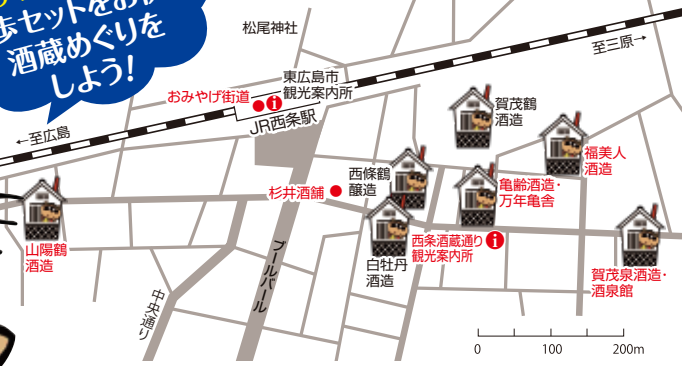 歩セットをお供
酒蔵めぐりを
しよう!
松尾神社
至三原→
東広島市
観光案内所
おみやげ街道
JR西条駅
←至広島
賀茂鶴
酒造
福美人
酒造
西條鶴
醸造
杉井酒舗
亀齢酒造・
万年亀舎
山陽鶴
酒造
西条酒蔵通り
観光案内所
白牡丹
酒造
賀茂泉酒造・
酒泉館
ブールバール
中央通り
0 100 200m